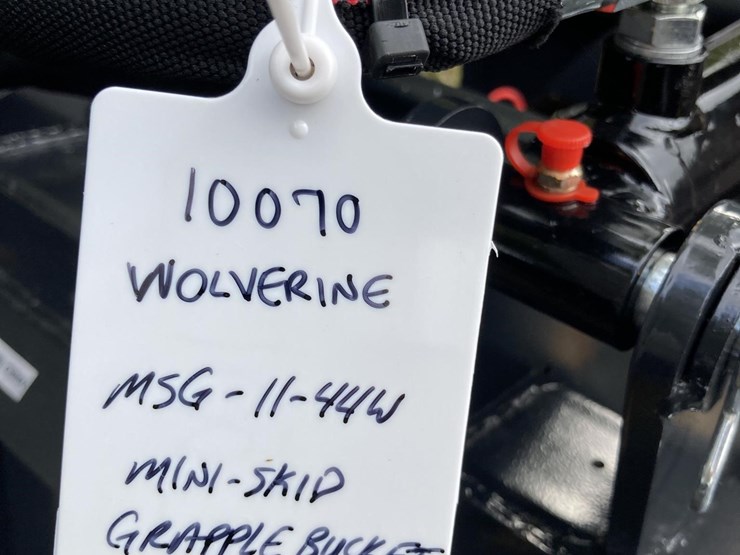 10070
WOLVERINE
MSG-11-44W
MINI-SKID
GRAPPLE BUCKET